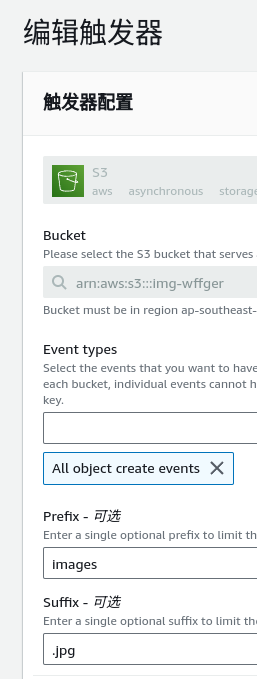 编辑触发器
触发器配置
S3
aws asynchronous storage
Bucket
Please select the S3 bucket that serves
arn:aws:s3:::img-wffger
Bucket must be in region ap-southeast-
Event types
Select the events that you want to have
each bucket, individual events cannot h
key.
All object create events
Prefix - 可选
Enter a single optional prefix to limit th
images
Suffix - 可选
Enter a single optional suffix to limit the
.jpg